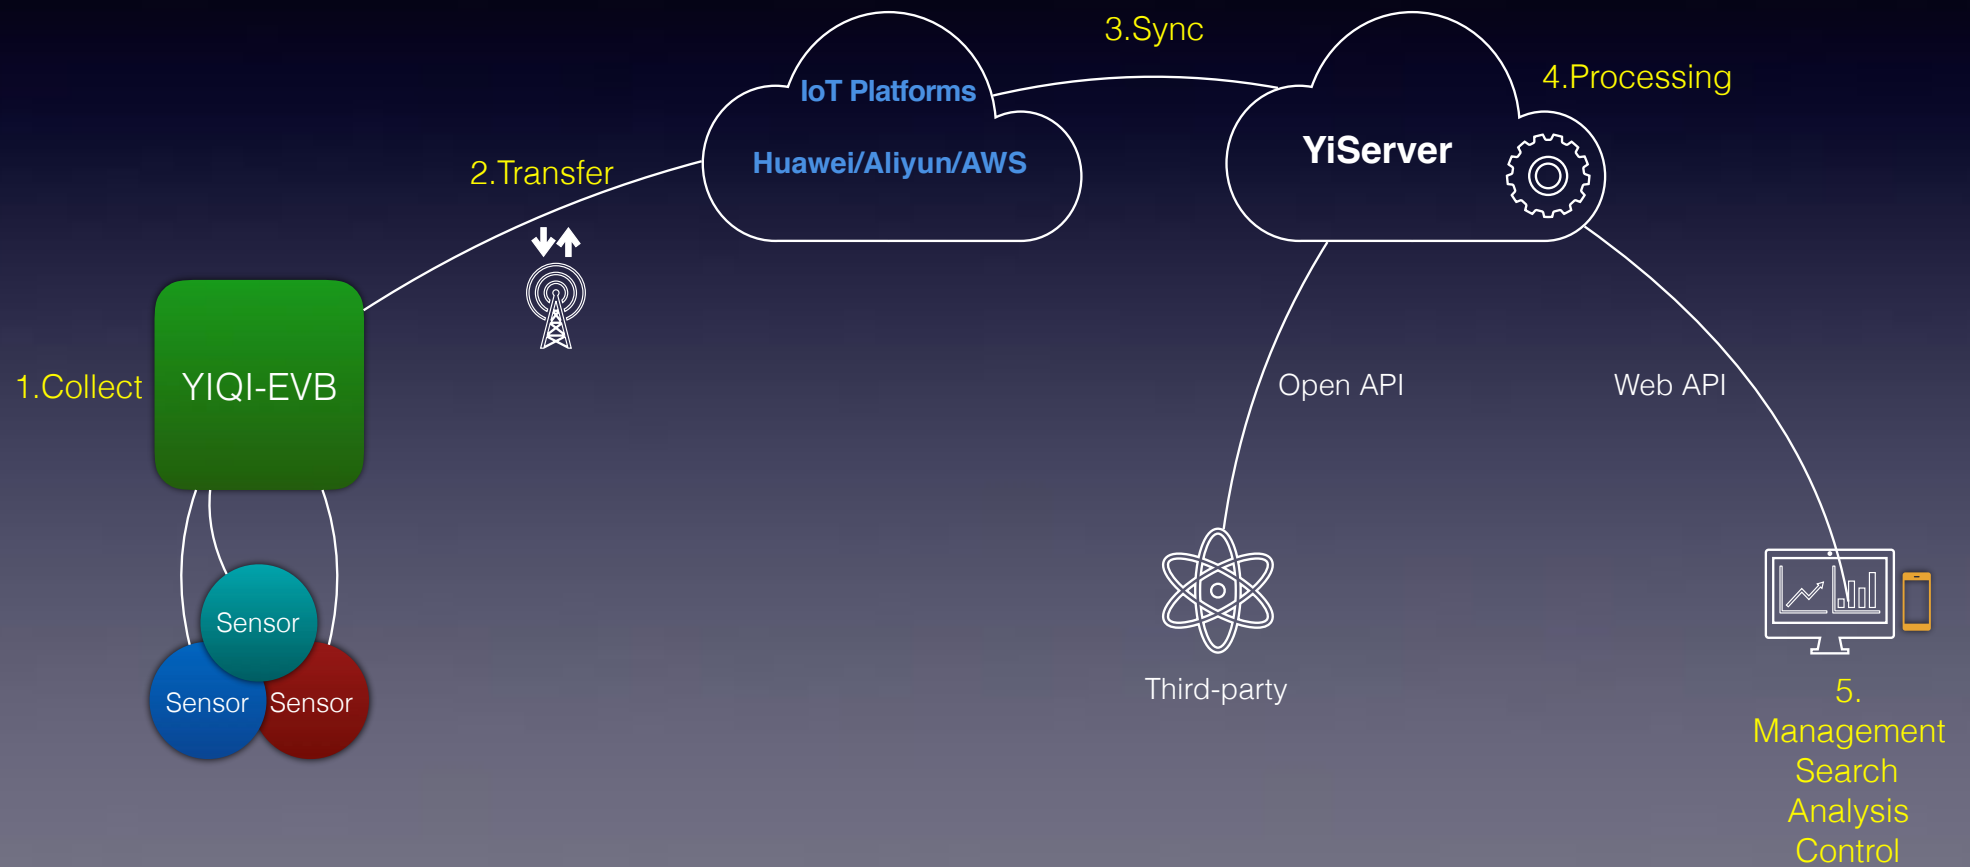 3.Sync
4.Processing
IoT Platforms
Huawei/Aliyun/AWS
YiServer
2.Transfer
1.Collect
YIQI-EVB
Open API
Web API
Sensor
Sensor
Sensor
Third-party
5.
Management
Search
Analysis
Control